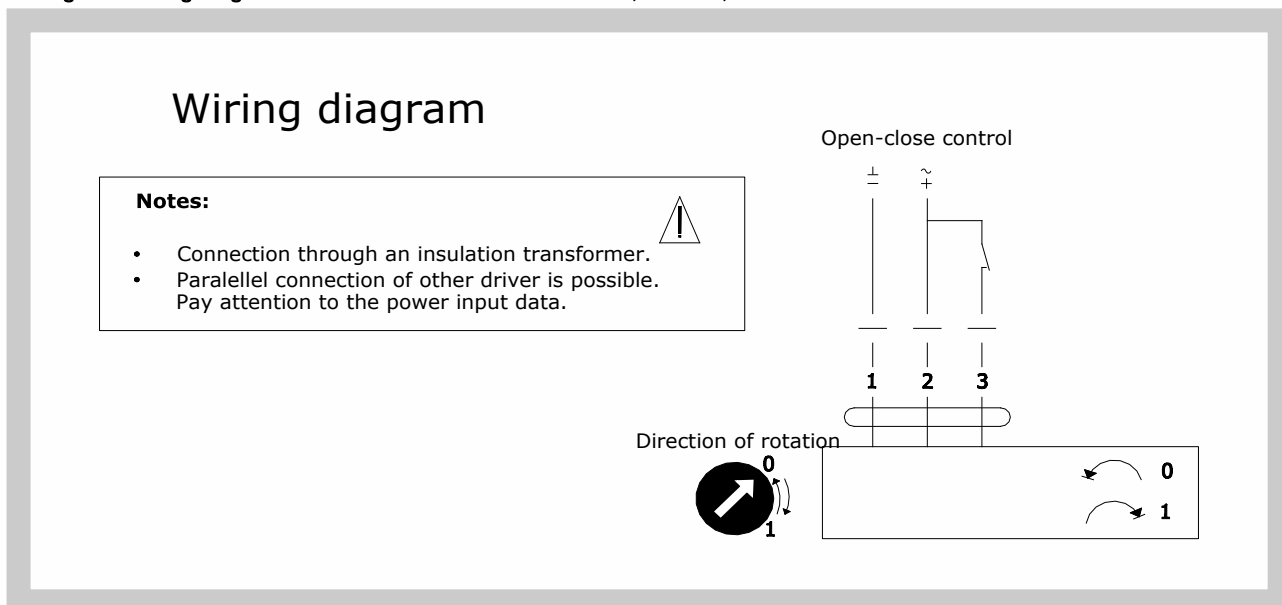 Wiring diagram
Open-close control
⊥ ~
− +
Notes:
• Connection through an insulation transformer.
• Paralellel connection of other driver is possible.
Pay attention to the power input data.
1 2 3
Direction of rotation
0
1
0
1